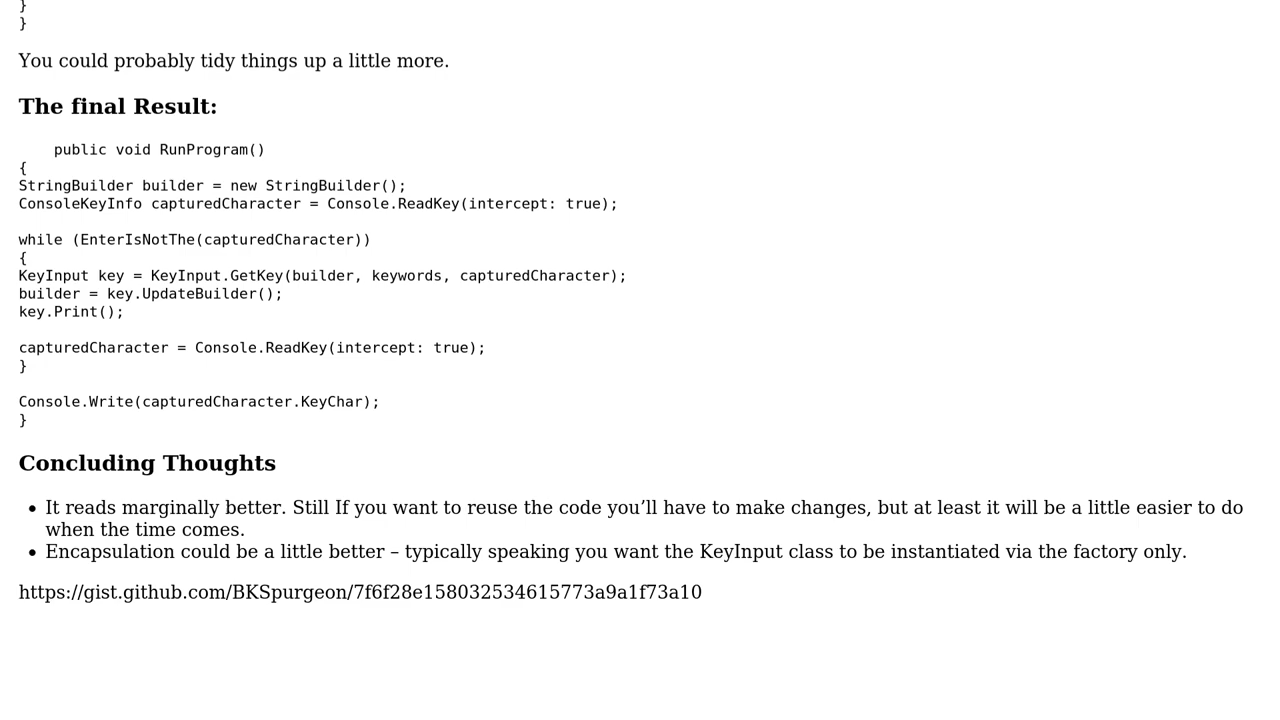 }
}
You could probably tidy things up a little more.
The final Result:
public void RunProgram()
{
StringBuilder builder = new StringBuilder();
ConsoleKeyInfo capturedCharacter = Console.ReadKey(intercept: true);
while (EnterIsNotThe(capturedCharacter))
{
KeyInput key = KeyInput.GetKey(builder, keywords, capturedCharacter);
builder = key.UpdateBuilder();
key.Print();
capturedCharacter = Console.ReadKey(intercept: true);
}
Console.Write(capturedCharacter.KeyChar);
}
Concluding Thoughts
• It reads marginally better. Still If you want to reuse the code you’ll have to make changes, but at least it will be a little easier to do
when the time comes.
• Encapsulation could be a little better – typically speaking you want the KeyInput class to be instantiated via the factory only.
https://gist.github.com/BKSpurgeon/7f6f28e158032534615773a9a1f73a10